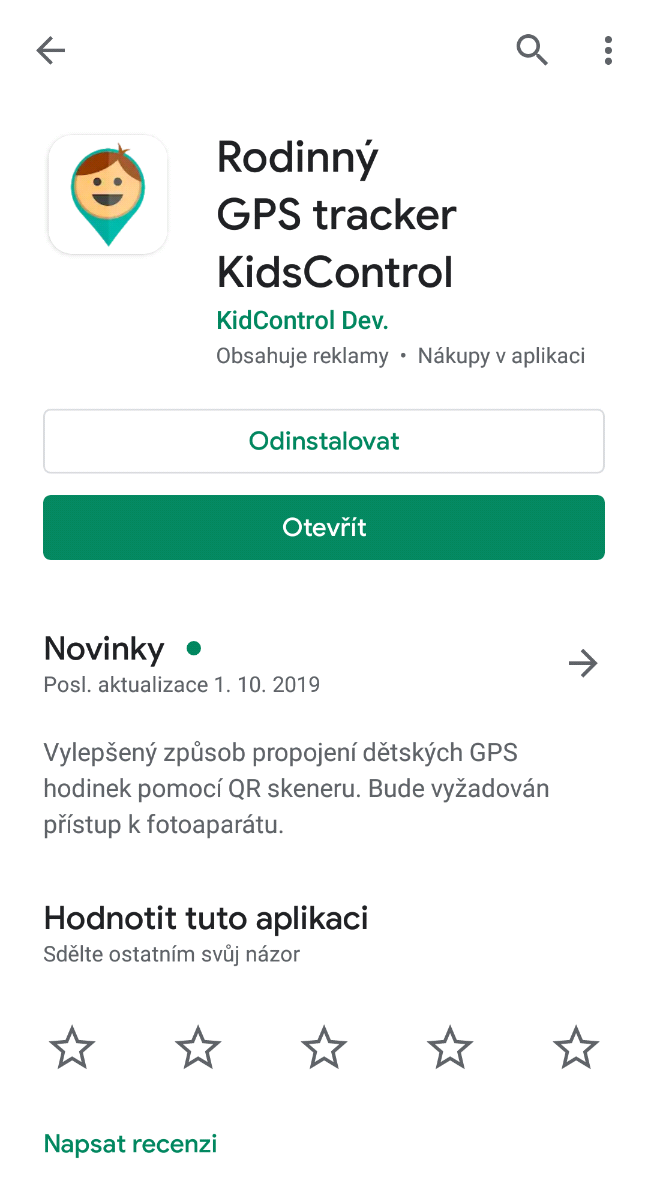 Rodinný
GPS tracker
KidsControl
KidControl Dev.
Obsahuje reklamy • Nákupy v aplikaci
Odinstalovat
Otevřít
Novinky
Posl. aktualizace 1. 10. 2019
Vylepšený způsob propojení dětských GPS
hodinek pomocí QR skeneru. Bude vyžadován
přístup k fotoaparátu.
Hodnotit tuto aplikaci
Sdělte ostatním svůj názor
Napsat recenzi